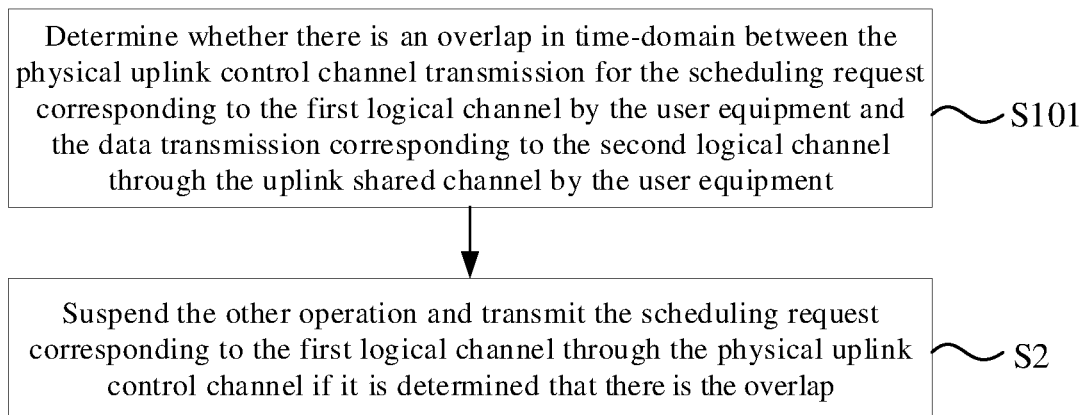 Determine whether there is an overlap in time-domain between the
physical uplink control channel transmission for the scheduling request
corresponding to the first logical channel by the user equipment and
the data transmission corresponding to the second logical channel
through the uplink shared channel by the user equipment
S101
Suspend the other operation and transmit the scheduling request
corresponding to the first logical channel through the physical uplink
control channel if it is determined that there is the overlap
S2